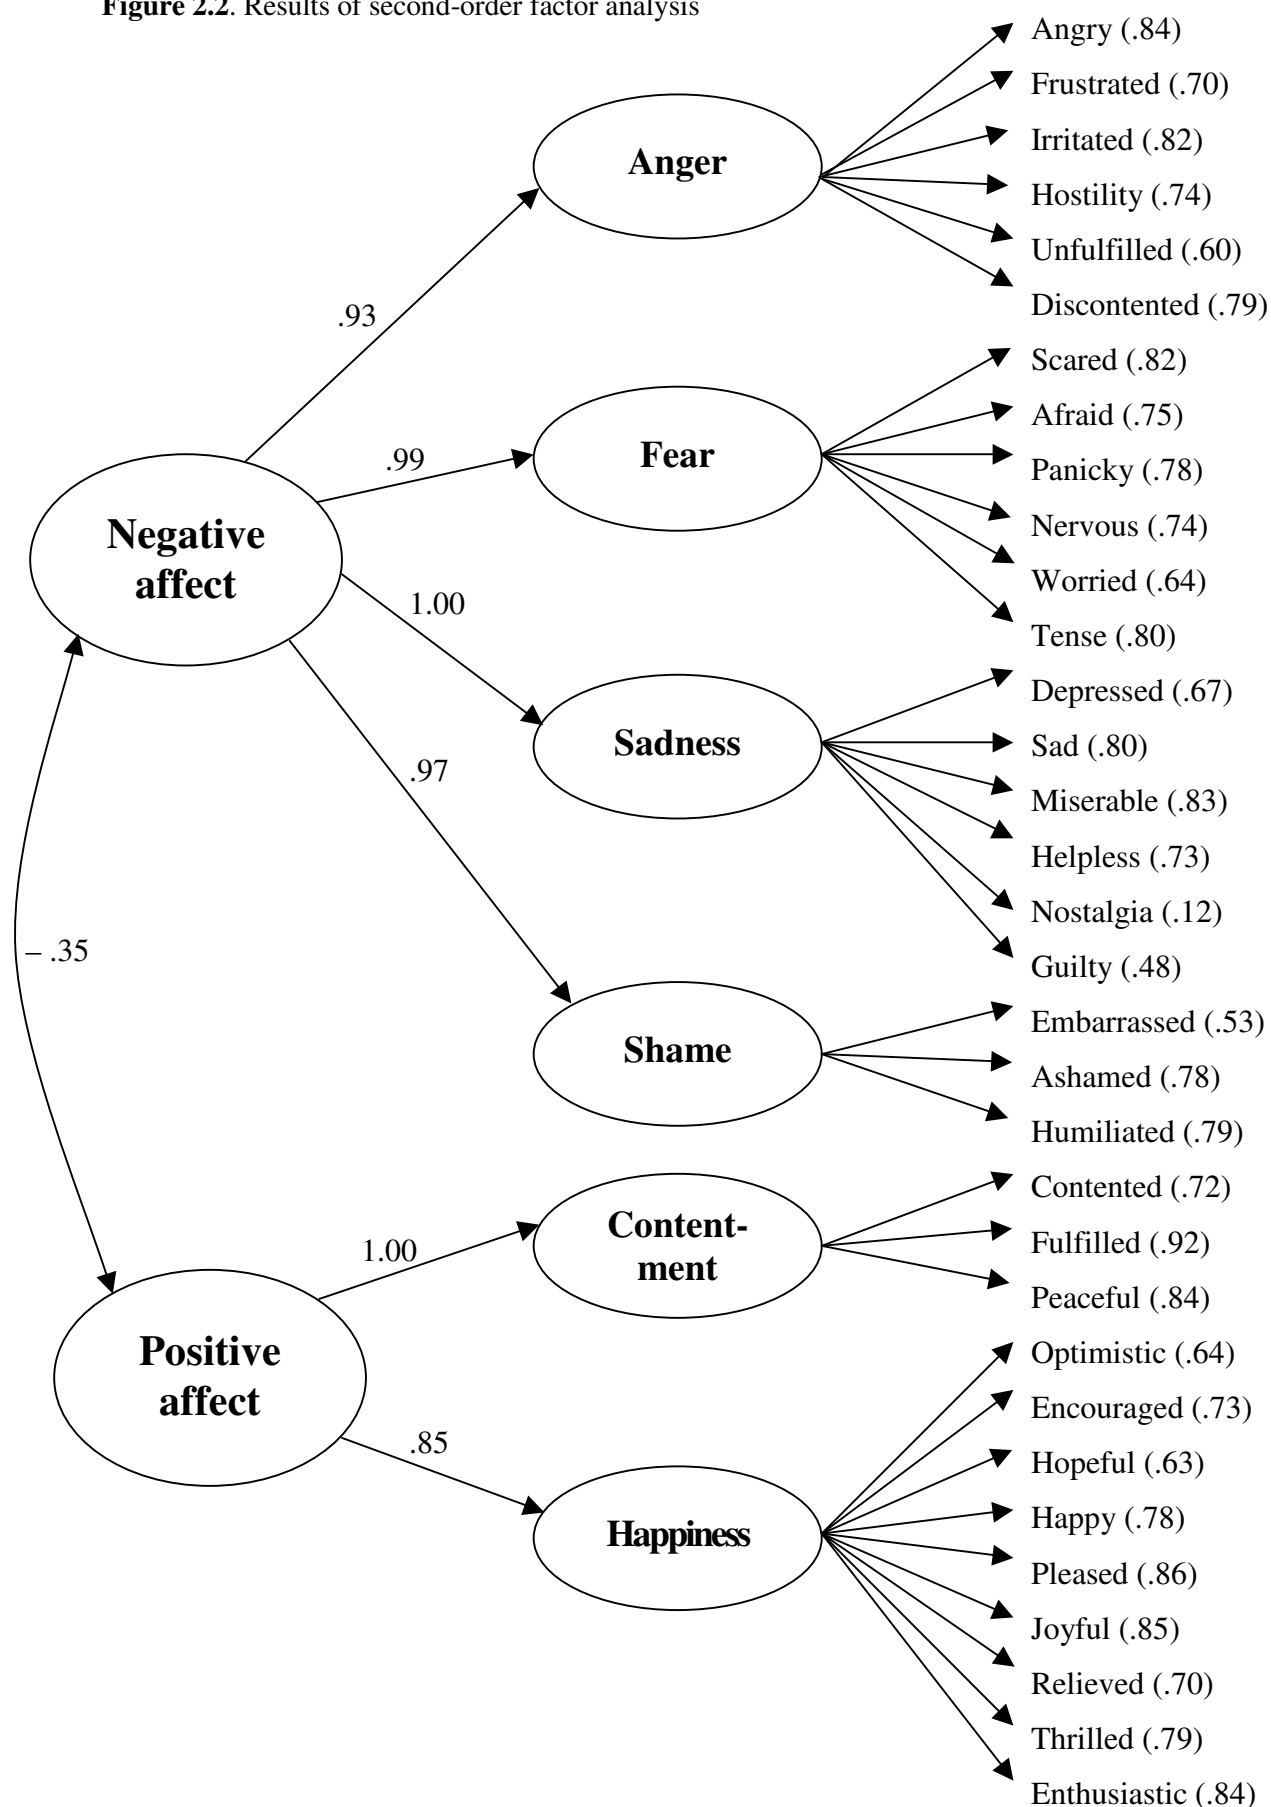 Figure 2.2. Results of second-order factor analysis
Negative
affect
Positive
affect
– .35
.93
.99
1.00
.97
1.00
.85
Anger
Angry (.84)
Frustrated (.70)
Irritated (.82)
Hostility (.74)
Unfulfilled (.60)
Discontented (.79)
Fear
Scared (.82)
Afraid (.75)
Panicky (.78)
Nervous (.74)
Worried (.64)
Tense (.80)
Sadness
Depressed (.67)
Sad (.80)
Miserable (.83)
Helpless (.73)
Nostalgia (.12)
Guilty (.48)
Shame
Embarrassed (.53)
Ashamed (.78)
Humiliated (.79)
Content-
ment
Contented (.72)
Fulfilled (.92)
Peaceful (.84)
Happiness
Optimistic (.64)
Encouraged (.73)
Hopeful (.63)
Happy (.78)
Pleased (.86)
Joyful (.85)
Relieved (.70)
Thrilled (.79)
Enthusiastic (.84)